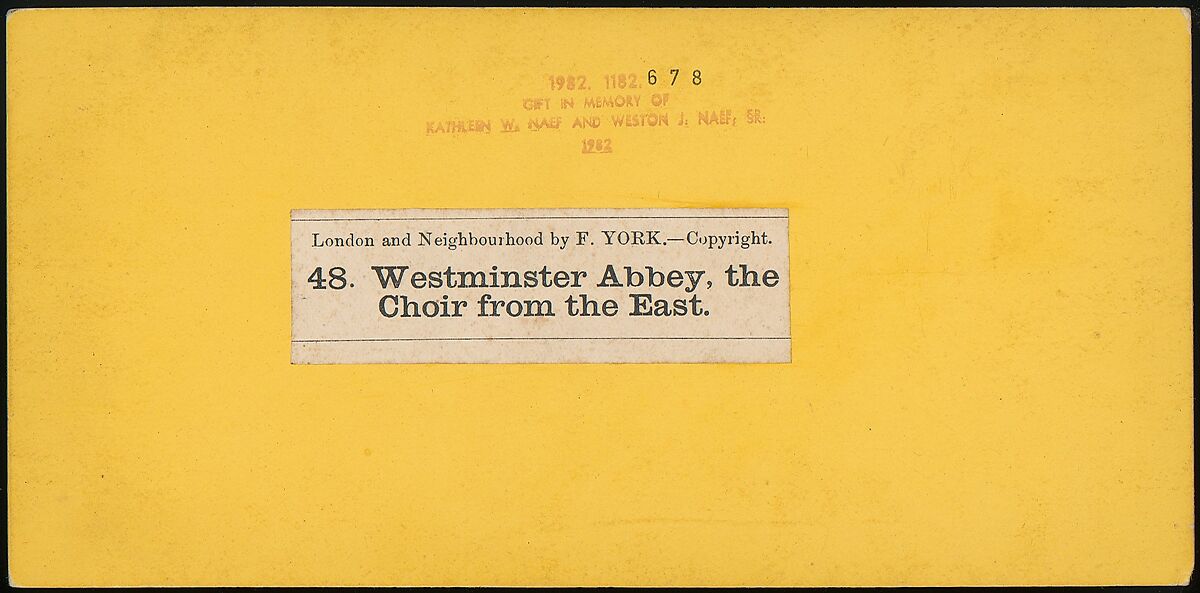 1982. 1182.678
GIFT IN MEMORY OF
KATHLEEN W. NAEF AND WESTON J. NAEF, SR.
1982
London and Neighbourhood by F. YORK.—Copyright.
48. Westminster Abbey, the
Choir from the East.